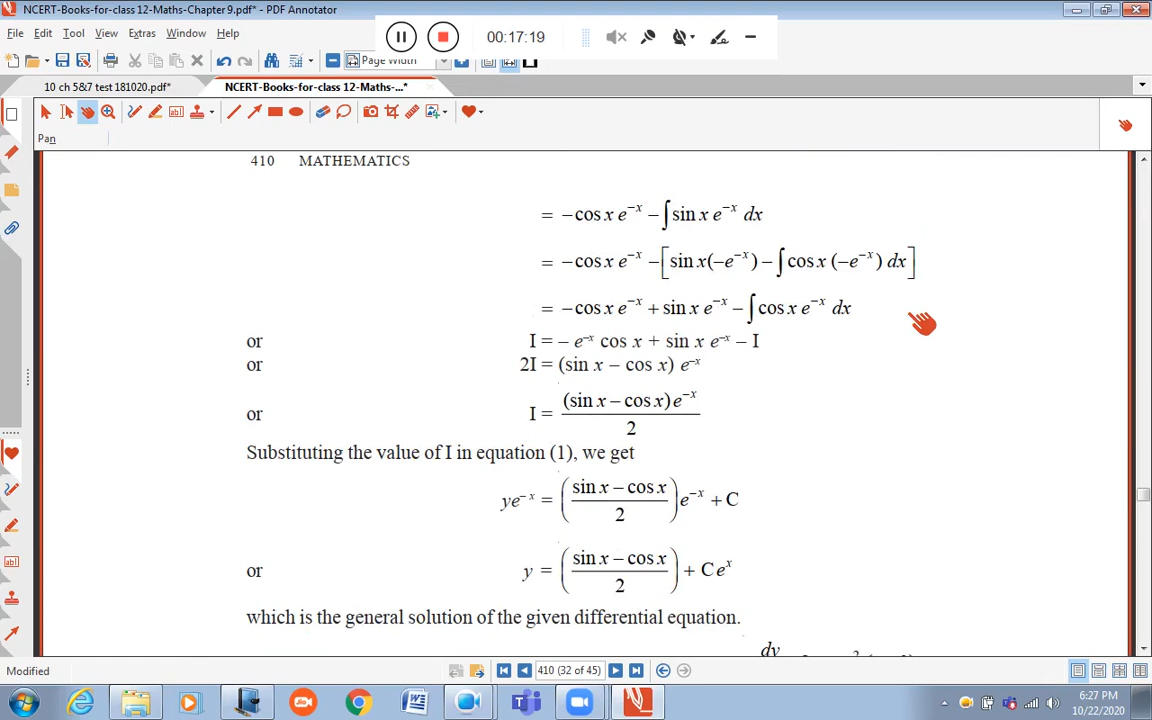 NCERT-Books-for-class 12-Maths-Chapter 9.pdf* - PDF Annotator
File Edit Tool View Extras Window Help
00:17:19
New Open
Page Width
10 ch 5&7 test 181020.pdf*
NCERT-Books-for-class 12-Maths-...*
Pan
410 MATHEMATICS
= −cos x e^{−x} − ∫ sin x e^{−x} dx
= −cos x e^{−x} − [sin x(−e^{−x}) − ∫ cos x (−e^{−x}) dx]
= −cos x e^{−x} + sin x e^{−x} − ∫ cos x e^{−x} dx
or I = − e^{−x} cos x + sin x e^{−x} − I
or 2I = (sin x − cos x) e^{−x}
or I = (sin x − cos x) e^{−x} / 2
Substituting the value of I in equation (1), we get
ye^{−x} = ((sin x − cos x) / 2) e^{−x} + C
or y = ((sin x − cos x) / 2) + C e^{x}
which is the general solution of the given differential equation.
dy
Modified
410 (32 of 45)
6:27 PM
10/22/2020